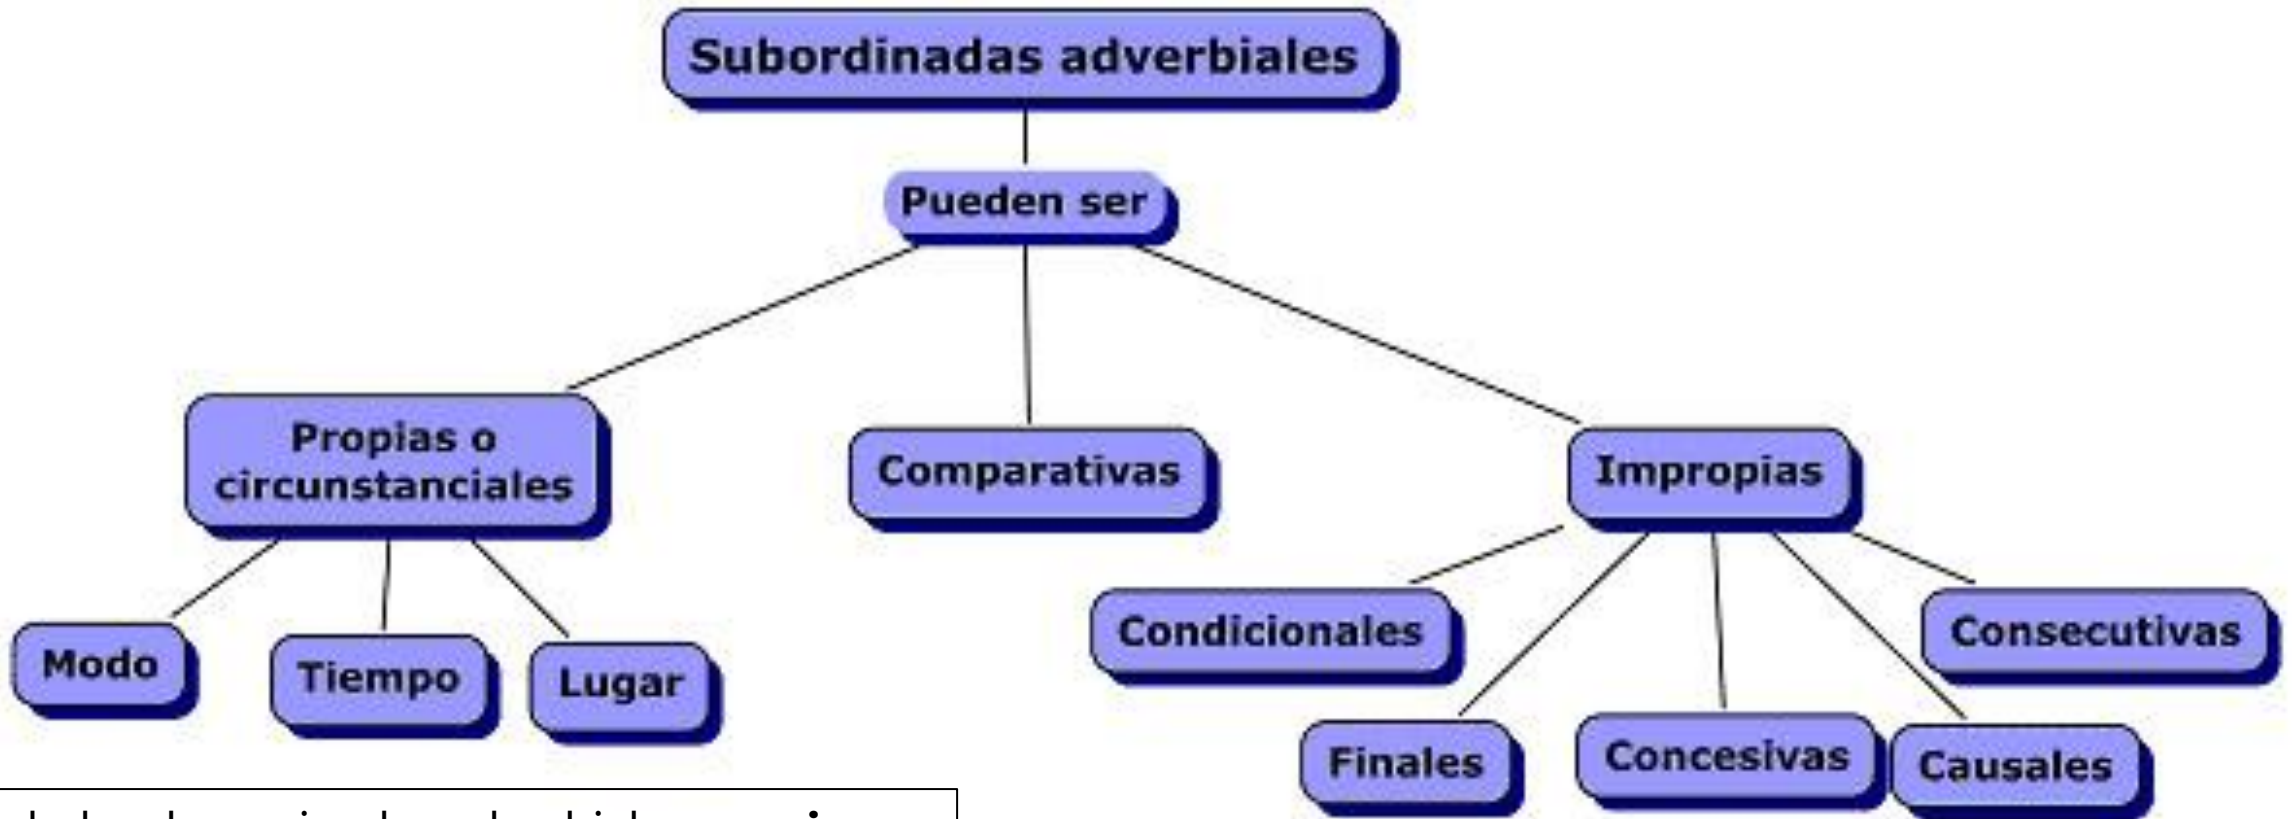 Subordinadas adverbiales
Pueden ser
Propias o
circunstanciales
Comparativas
Impropias
Modo
Tiempo
Lugar
Condicionales
Consecutivas
Finales
Concesivas
Causales